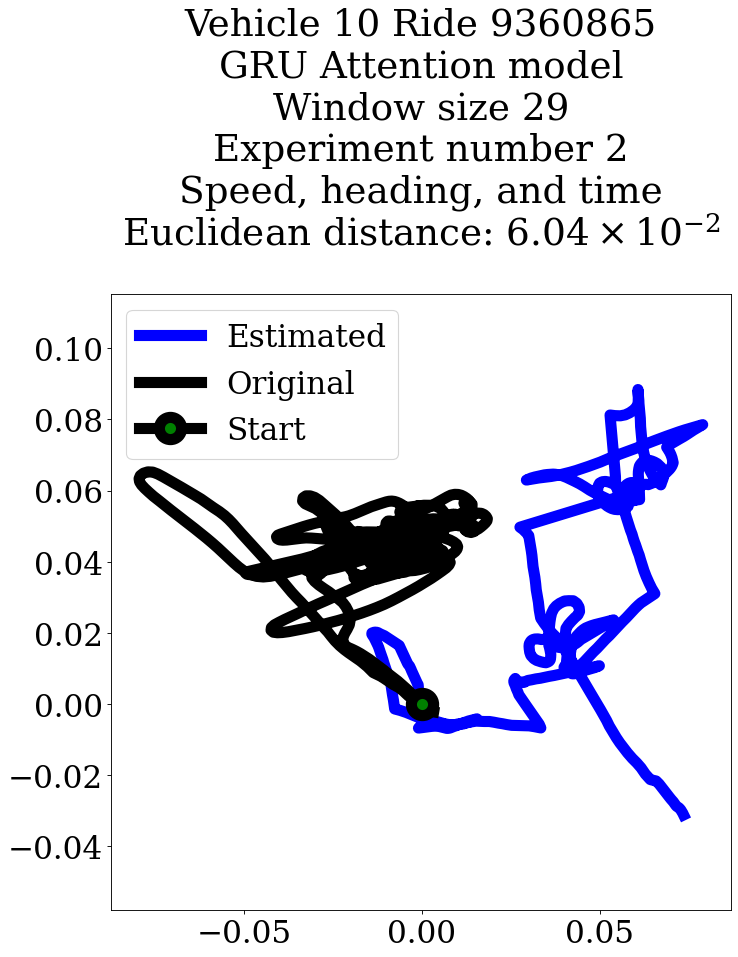 Vehicle 10 Ride 9360865
GRU Attention model
Window size 29
Experiment number 2
Speed, heading, and time
Euclidean distance: 6.04 × 10⁻²
Estimated
Original
Start
0.10
0.08
0.06
0.04
0.02
0.00
−0.02
−0.04
−0.05 0.00 0.05